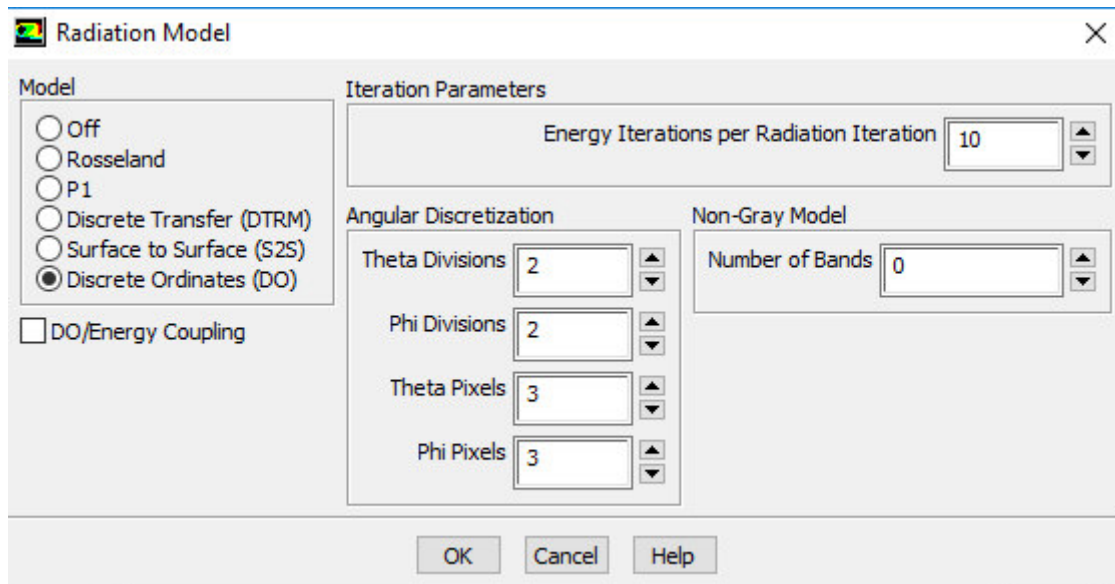 Radiation Model
Model
Off
Rosseland
P1
Discrete Transfer (DTRM)
Surface to Surface (S2S)
Discrete Ordinates (DO)
DO/Energy Coupling
Iteration Parameters
Energy Iterations per Radiation Iteration 10
Angular Discretization
Theta Divisions 2
Phi Divisions 2
Theta Pixels 3
Phi Pixels 3
Non-Gray Model
Number of Bands 0
OK Cancel Help